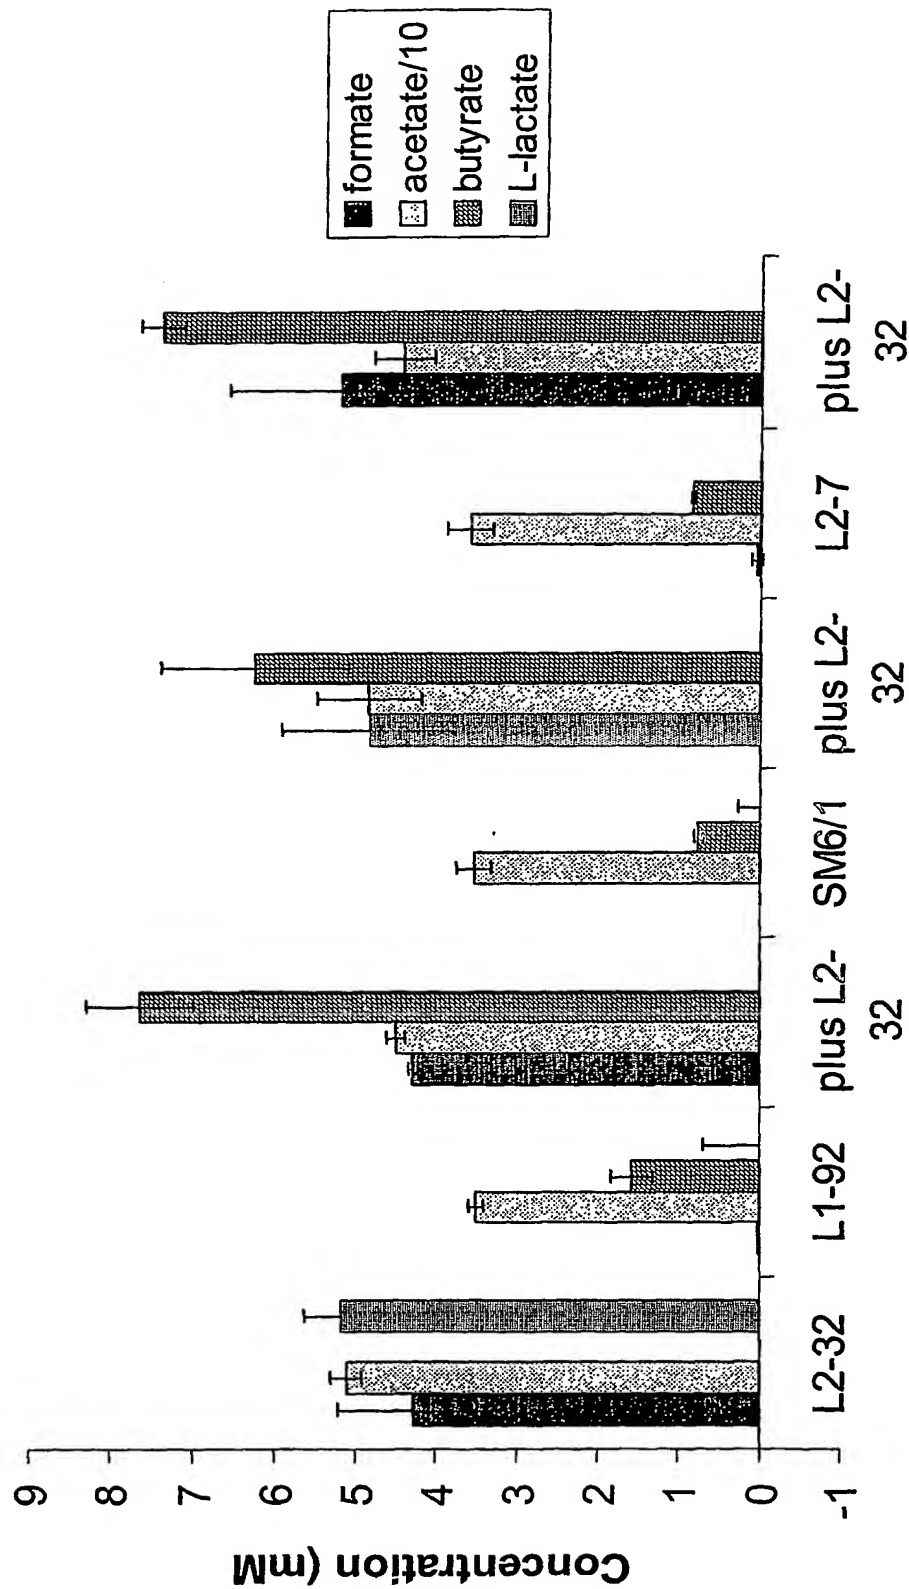 Concentration (mM)
9
8
7
6
5
4
3
2
1
0
-1
L2-32
L1-92
plus L2-
32
SM6/1
plus L2-
32
L2-7
plus L2-
32
formate
acetate/10
butyrate
L-lactate